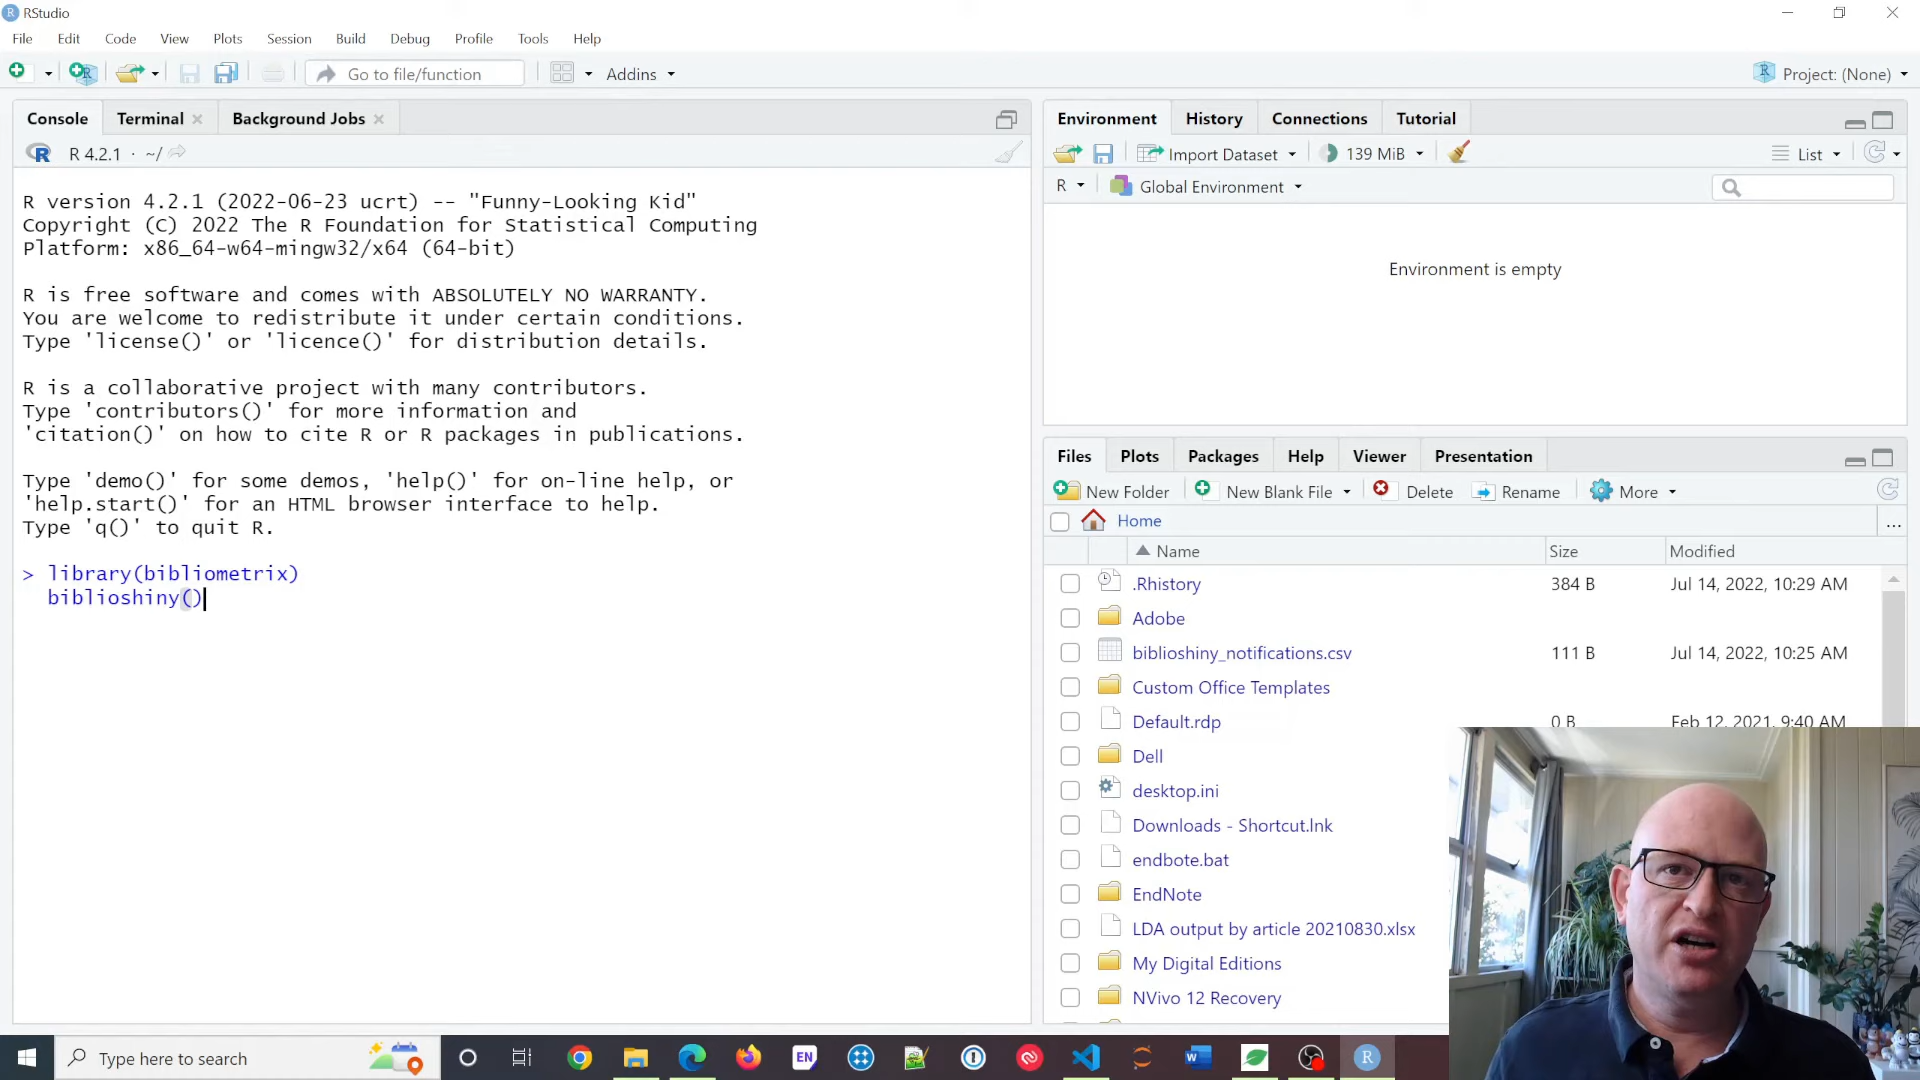 RStudio
File Edit Code View Plots Session Build Debug Profile Tools Help
Go to file/function Addins Project: (None)
Console Terminal Background Jobs
R 4.2.1 · ~/
R version 4.2.1 (2022-06-23 ucrt) -- "Funny-Looking Kid"
Copyright (C) 2022 The R Foundation for Statistical Computing
Platform: x86_64-w64-mingw32/x64 (64-bit)
R is free software and comes with ABSOLUTELY NO WARRANTY.
You are welcome to redistribute it under certain conditions.
Type 'license()' or 'licence()' for distribution details.
R is a collaborative project with many contributors.
Type 'contributors()' for more information and
'citation()' on how to cite R or R packages in publications.
Type 'demo()' for some demos, 'help()' for on-line help, or
'help.start()' for an HTML browser interface to help.
Type 'q()' to quit R.
> library(bibliometrix)
biblioshiny()
Environment History Connections Tutorial
Import Dataset 139 MiB List
R Global Environment
Environment is empty
Files Plots Packages Help Viewer Presentation
New Folder New Blank File Delete Rename More
Home ...
Name Size Modified
.Rhistory 384 B Jul 14, 2022, 10:29 AM
Adobe
biblioshiny_notifications.csv 111 B Jul 14, 2022, 10:25 AM
Custom Office Templates
Default.rdp 0 B Feb 12, 2021, 9:40 AM
Dell
desktop.ini
Downloads - Shortcut.lnk
endbote.bat
EndNote
LDA output by article 20210830.xlsx
My Digital Editions
NVivo 12 Recovery
Type here to search
EN